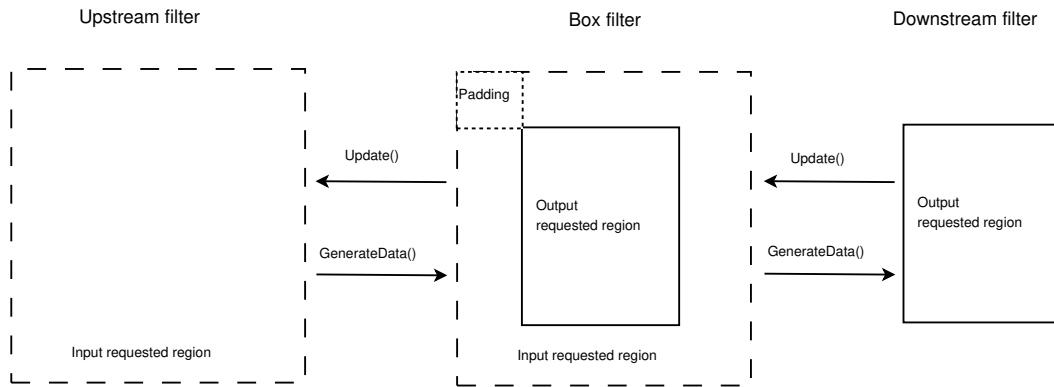 Upstream filter
Box filter
Downstream filter
Padding
Update()
Update()
Output
requested region
Output
requested region
GenerateData()
GenerateData()
Input requested region
Input requested region